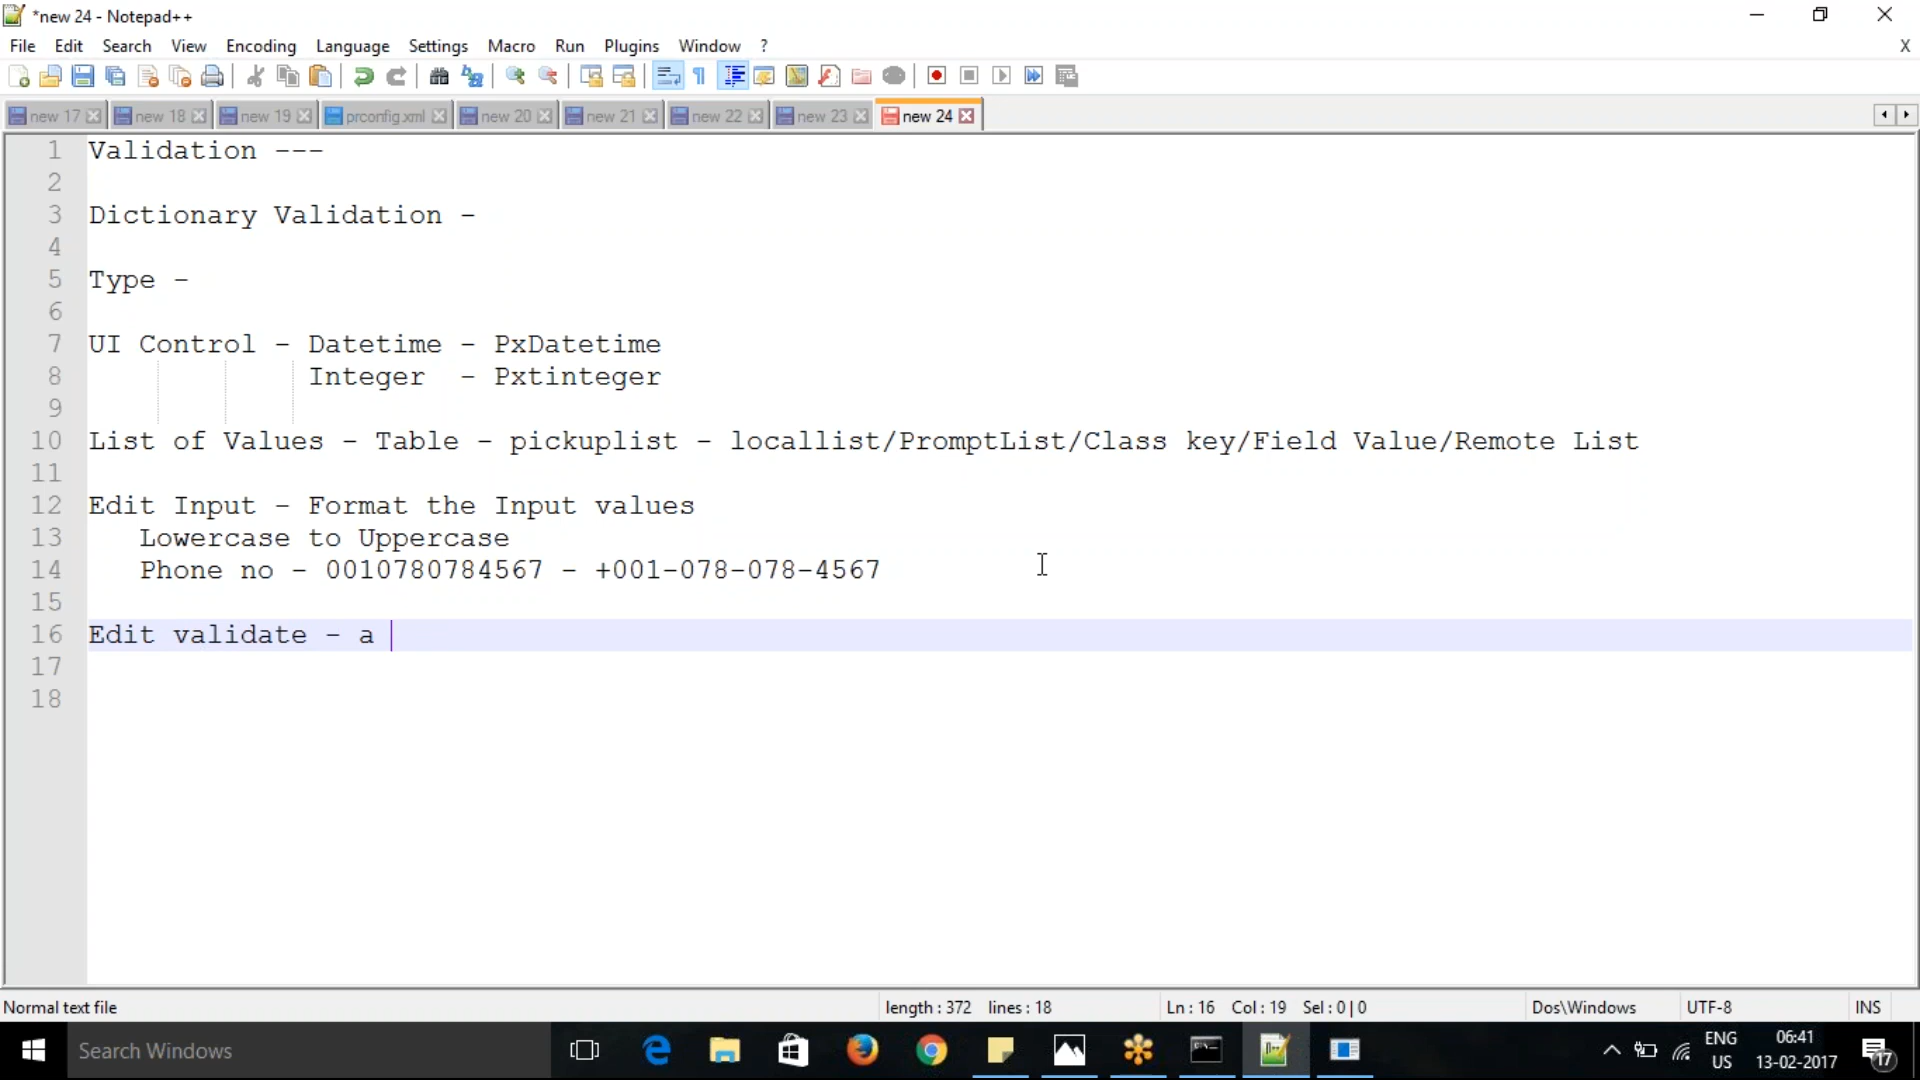 *new 24 - Notepad++
File Edit Search View Encoding Language Settings Macro Run Plugins Window ? X
new 17 new 18 new 19 prconfig.xml new 20 new 21 new 22 new 23 new 24
1 Validation ---
2
3 Dictionary Validation -
4
5 Type -
6
7 UI Control - Datetime - PxDatetime
8 Integer - Pxtinteger
9
10 List of Values - Table - pickuplist - locallist/PromptList/Class key/Field Value/Remote List
11
12 Edit Input - Format the Input values
13 Lowercase to Uppercase
14 Phone no - 0010780784567 - +001-078-078-4567
15
16 Edit validate - a
17
18
Normal text file length : 372 lines : 18 Ln : 16 Col : 19 Sel : 0 | 0 Dos\Windows UTF-8 INS
Search Windows
ENG 06:41
US 13-02-2017 17